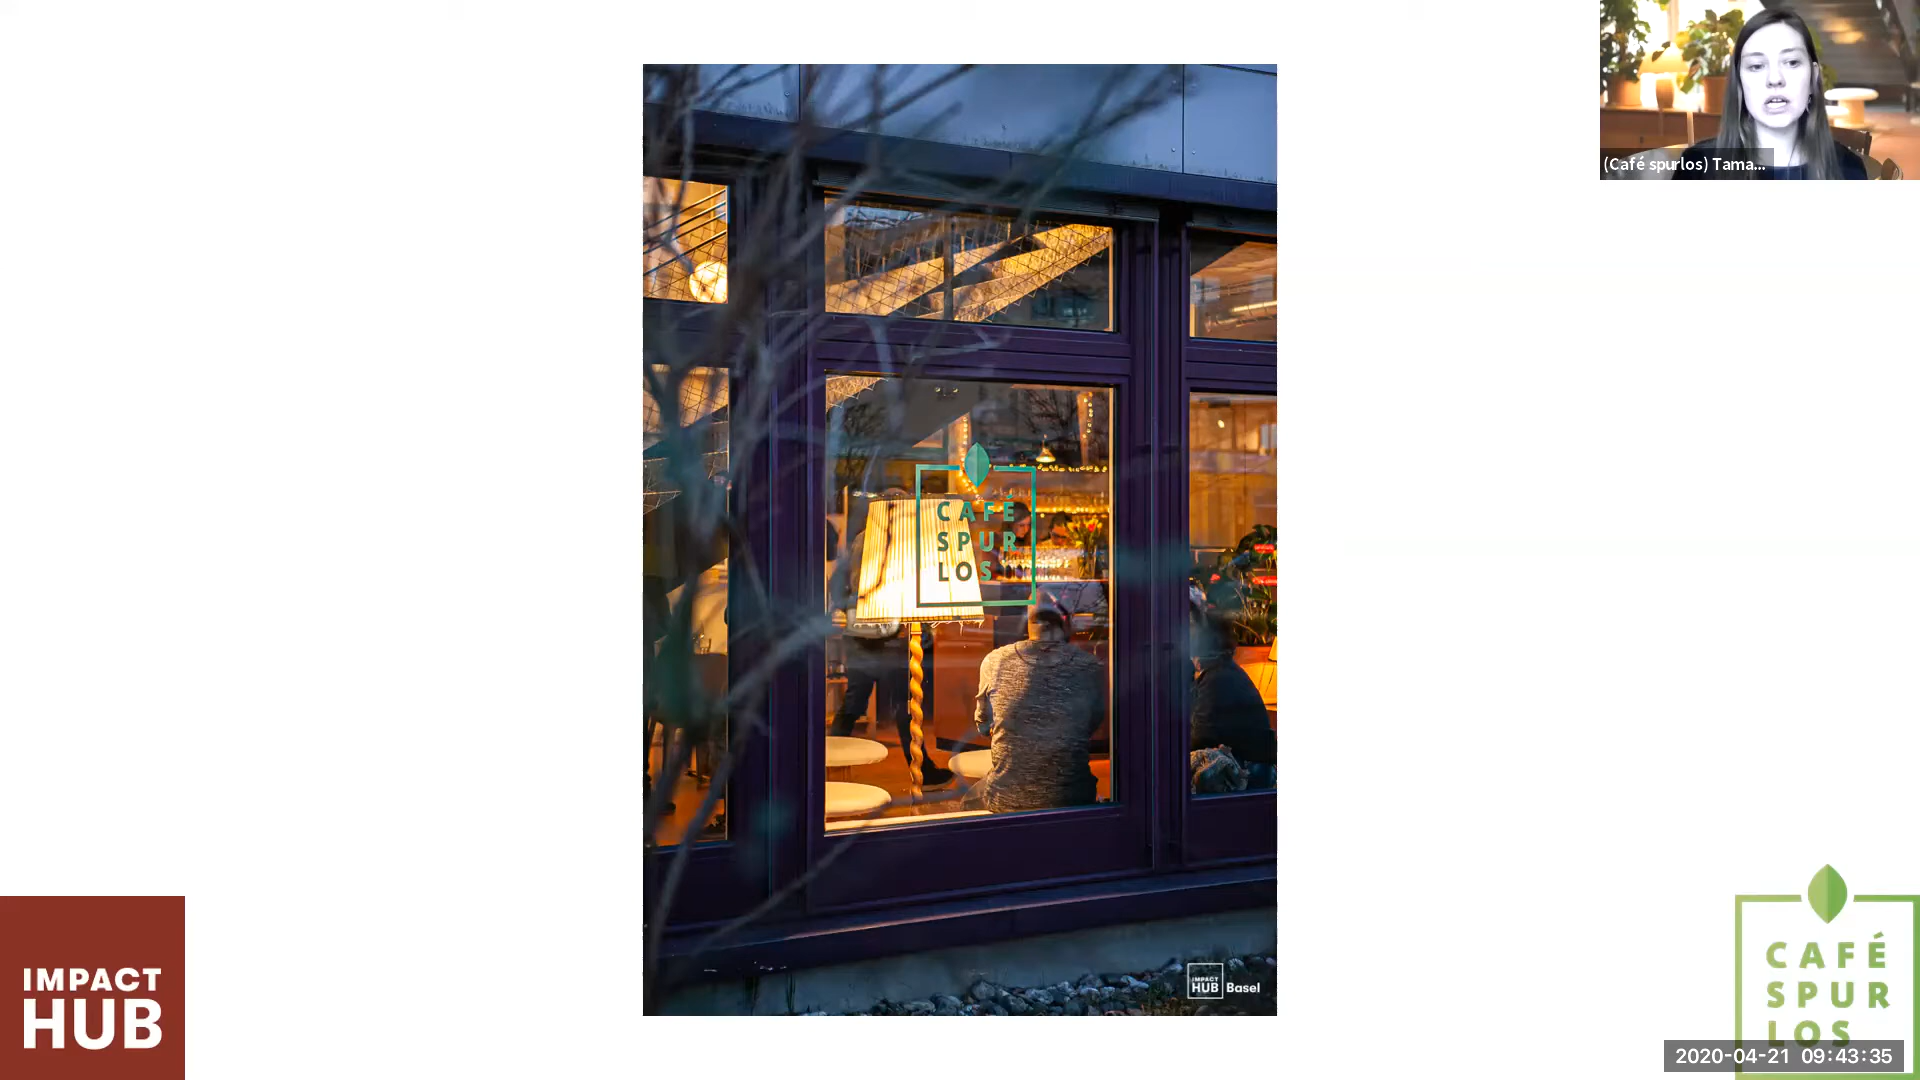 (Café spurlos) Tama...
CAFÉ
SPUR
LOS
IMPACT
HUB Basel
IMPACT
HUB
CAFÉ
SPUR
LOS
2020-04-21 09:43:35